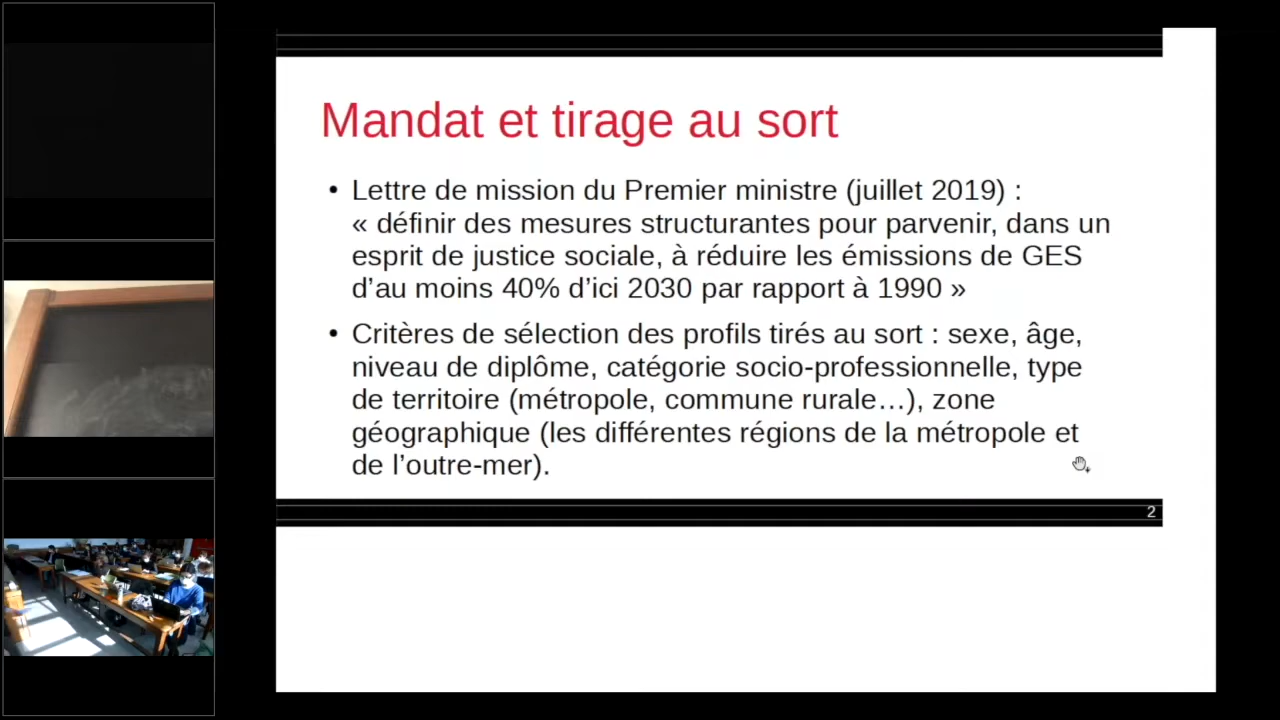 Mandat et tirage au sort
• Lettre de mission du Premier ministre (juillet 2019) :
« définir des mesures structurantes pour parvenir, dans un
esprit de justice sociale, à réduire les émissions de GES
d’au moins 40% d’ici 2030 par rapport à 1990 »
• Critères de sélection des profils tirés au sort : sexe, âge,
niveau de diplôme, catégorie socio-professionnelle, type
de territoire (métropole, commune rurale…), zone
géographique (les différentes régions de la métropole et
de l’outre-mer).
2